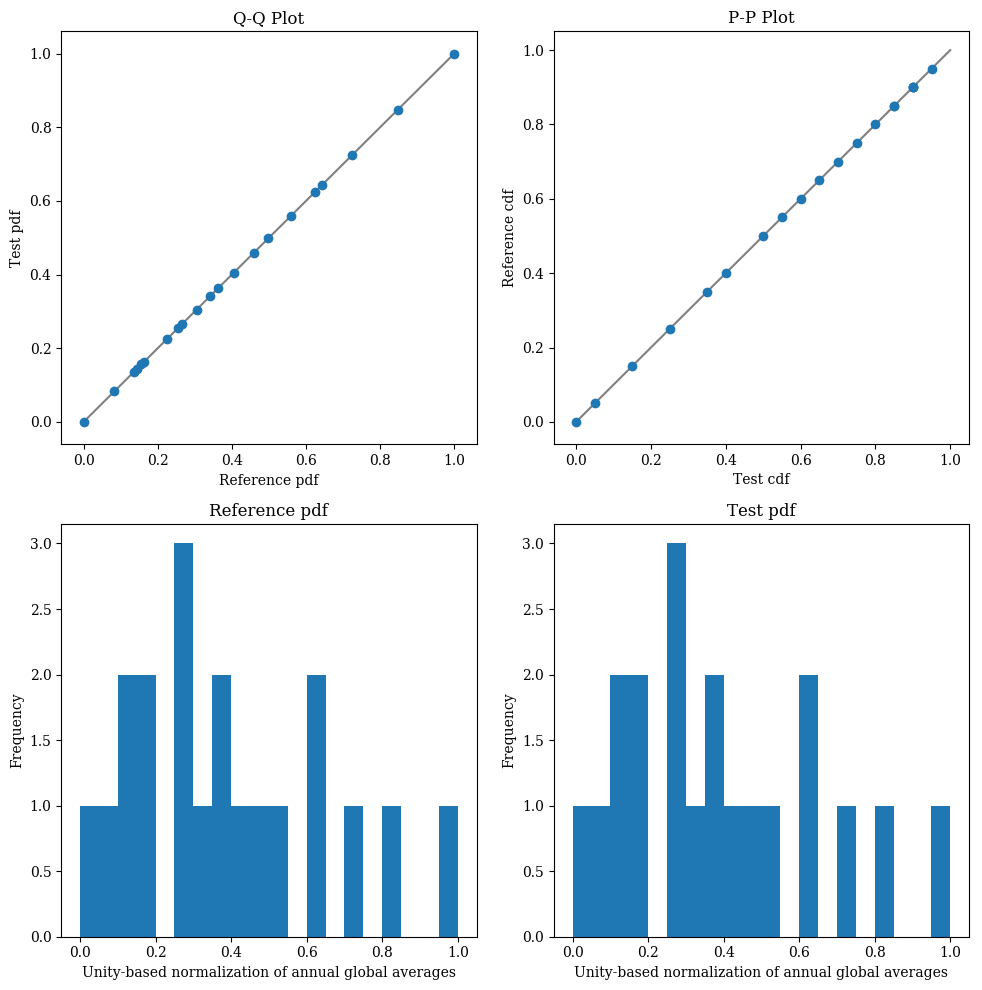 Q-Q Plot
1.0
0.8
0.6
0.4
0.2
0.0
Test pdf
0.0 0.2 0.4 0.6 0.8 1.0
Reference pdf
P-P Plot
1.0
0.8
0.6
0.4
0.2
0.0
Reference cdf
0.0 0.2 0.4 0.6 0.8 1.0
Test cdf
Reference pdf
3.0
2.5
2.0
1.5
1.0
0.5
0.0
Frequency
0.0 0.2 0.4 0.6 0.8 1.0
Unity-based normalization of annual global averages
Test pdf
3.0
2.5
2.0
1.5
1.0
0.5
0.0
Frequency
0.0 0.2 0.4 0.6 0.8 1.0
Unity-based normalization of annual global averages